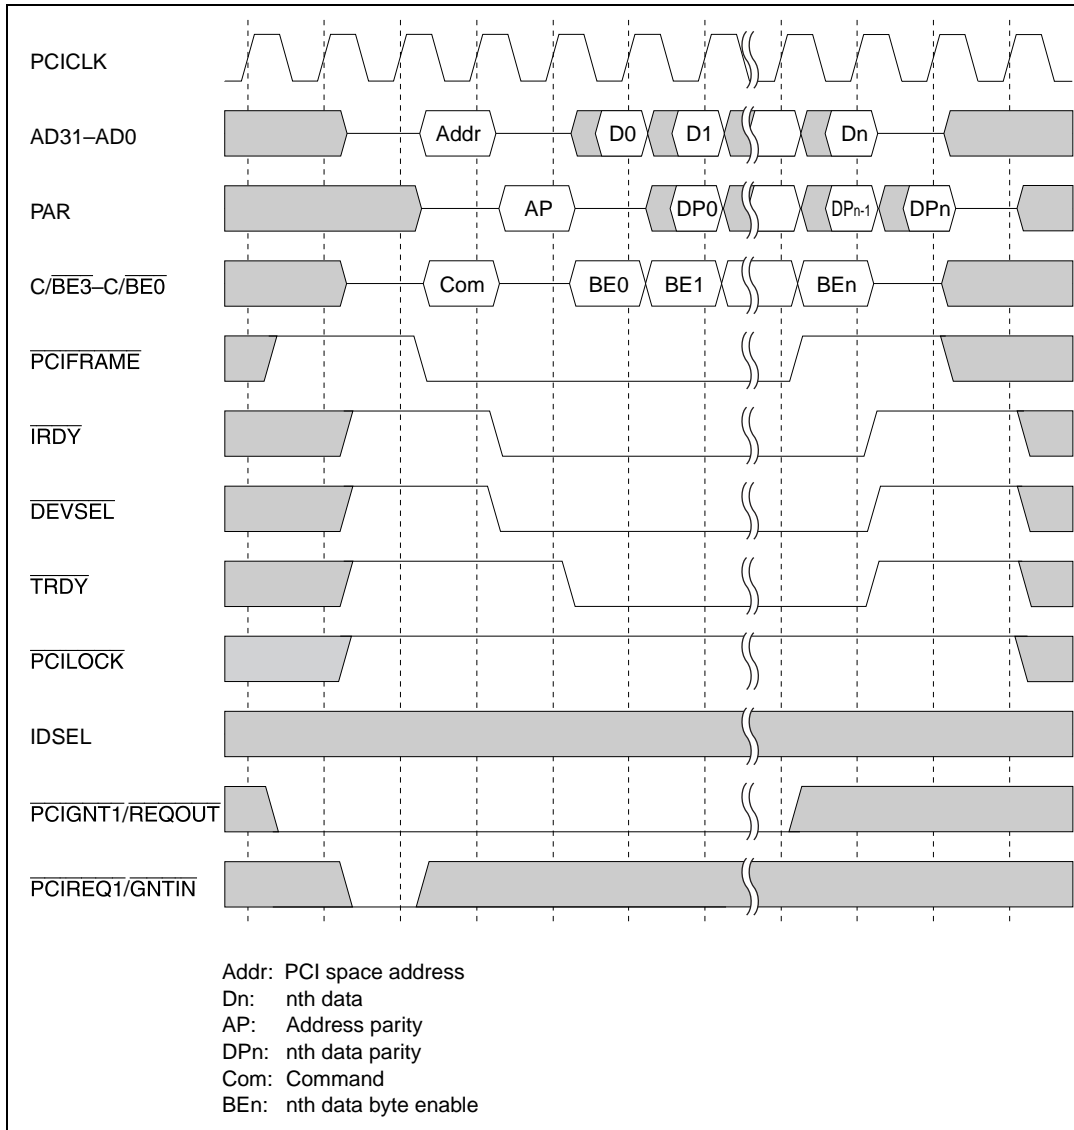 PCICLK
AD31–AD0 Addr D0 D1 Dn
PAR AP DP0 DPn-1 DPn
C/BE3–C/BE0 Com BE0 BE1 BEn
PCIFRAME
IRDY
DEVSEL
TRDY
PCILOCK
IDSEL
PCIGNT1/REQOUT
PCIREQ1/GNTIN
Addr: PCI space address
Dn: nth data
AP: Address parity
DPn: nth data parity
Com: Command
BEn: nth data byte enable